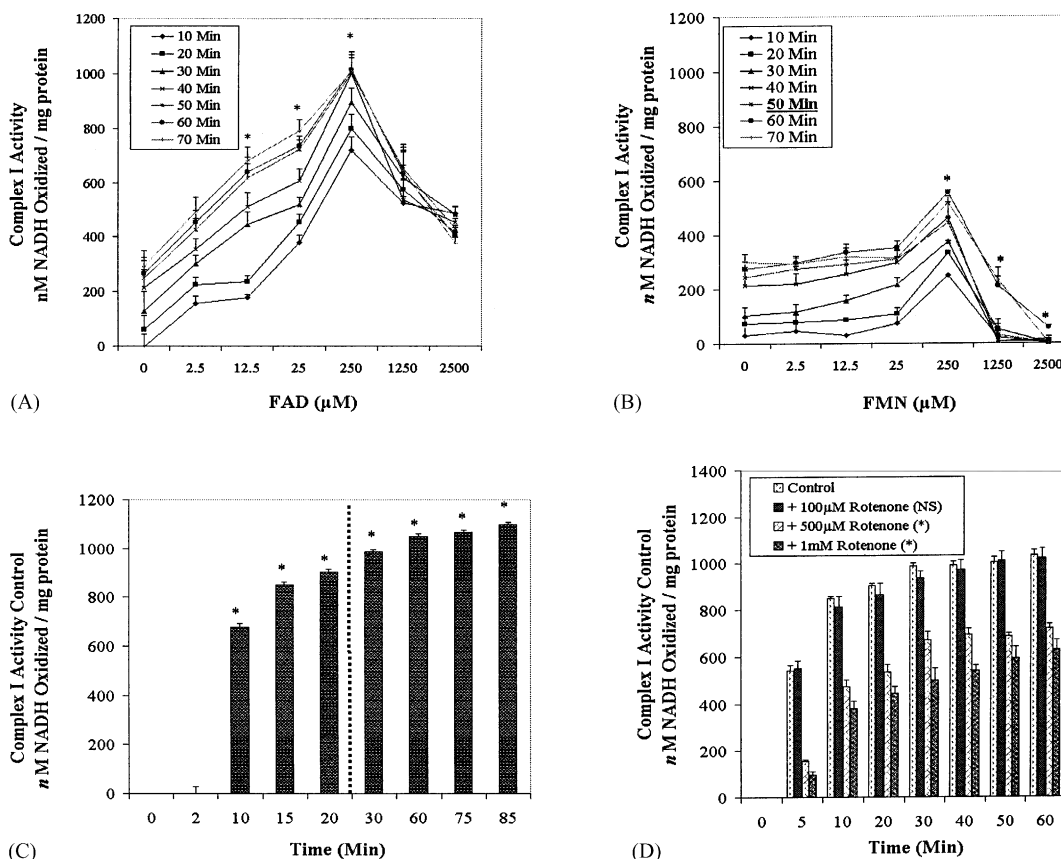 Complex I Activity
nM NADH Oxidized / mg protein
1200
1000
800
600
400
200
0
10 Min
20 Min
30 Min
40 Min
50 Min
60 Min
70 Min
*
*
*
*
0
2.5
12.5
25
250
1250
2500
FAD (µM)
(A)
Complex I Activity
n M NADH Oxidized / mg protein
1200
1000
800
600
400
200
0
10 Min
20 Min
30 Min
40 Min
50 Min
60 Min
70 Min
*
*
*
0
2.5
12.5
25
250
1250
2500
FMN (µM)
(B)
Complex I Activity Control
n M NADH Oxidized / mg protein
1200
1000
800
600
400
200
0
*
*
*
*
*
*
*
0
2
10
15
20
30
60
75
85
Time (Min)
(C)
Complex I Activity Control
n M NADH Oxidized / mg protein
1400
1200
1000
800
600
400
200
0
Control
+ 100µM Rotenone (NS)
+ 500µM Rotenone (*)
+ 1mM Rotenone (*)
0
5
10
20
30
40
50
60
Time (Min)
(D)